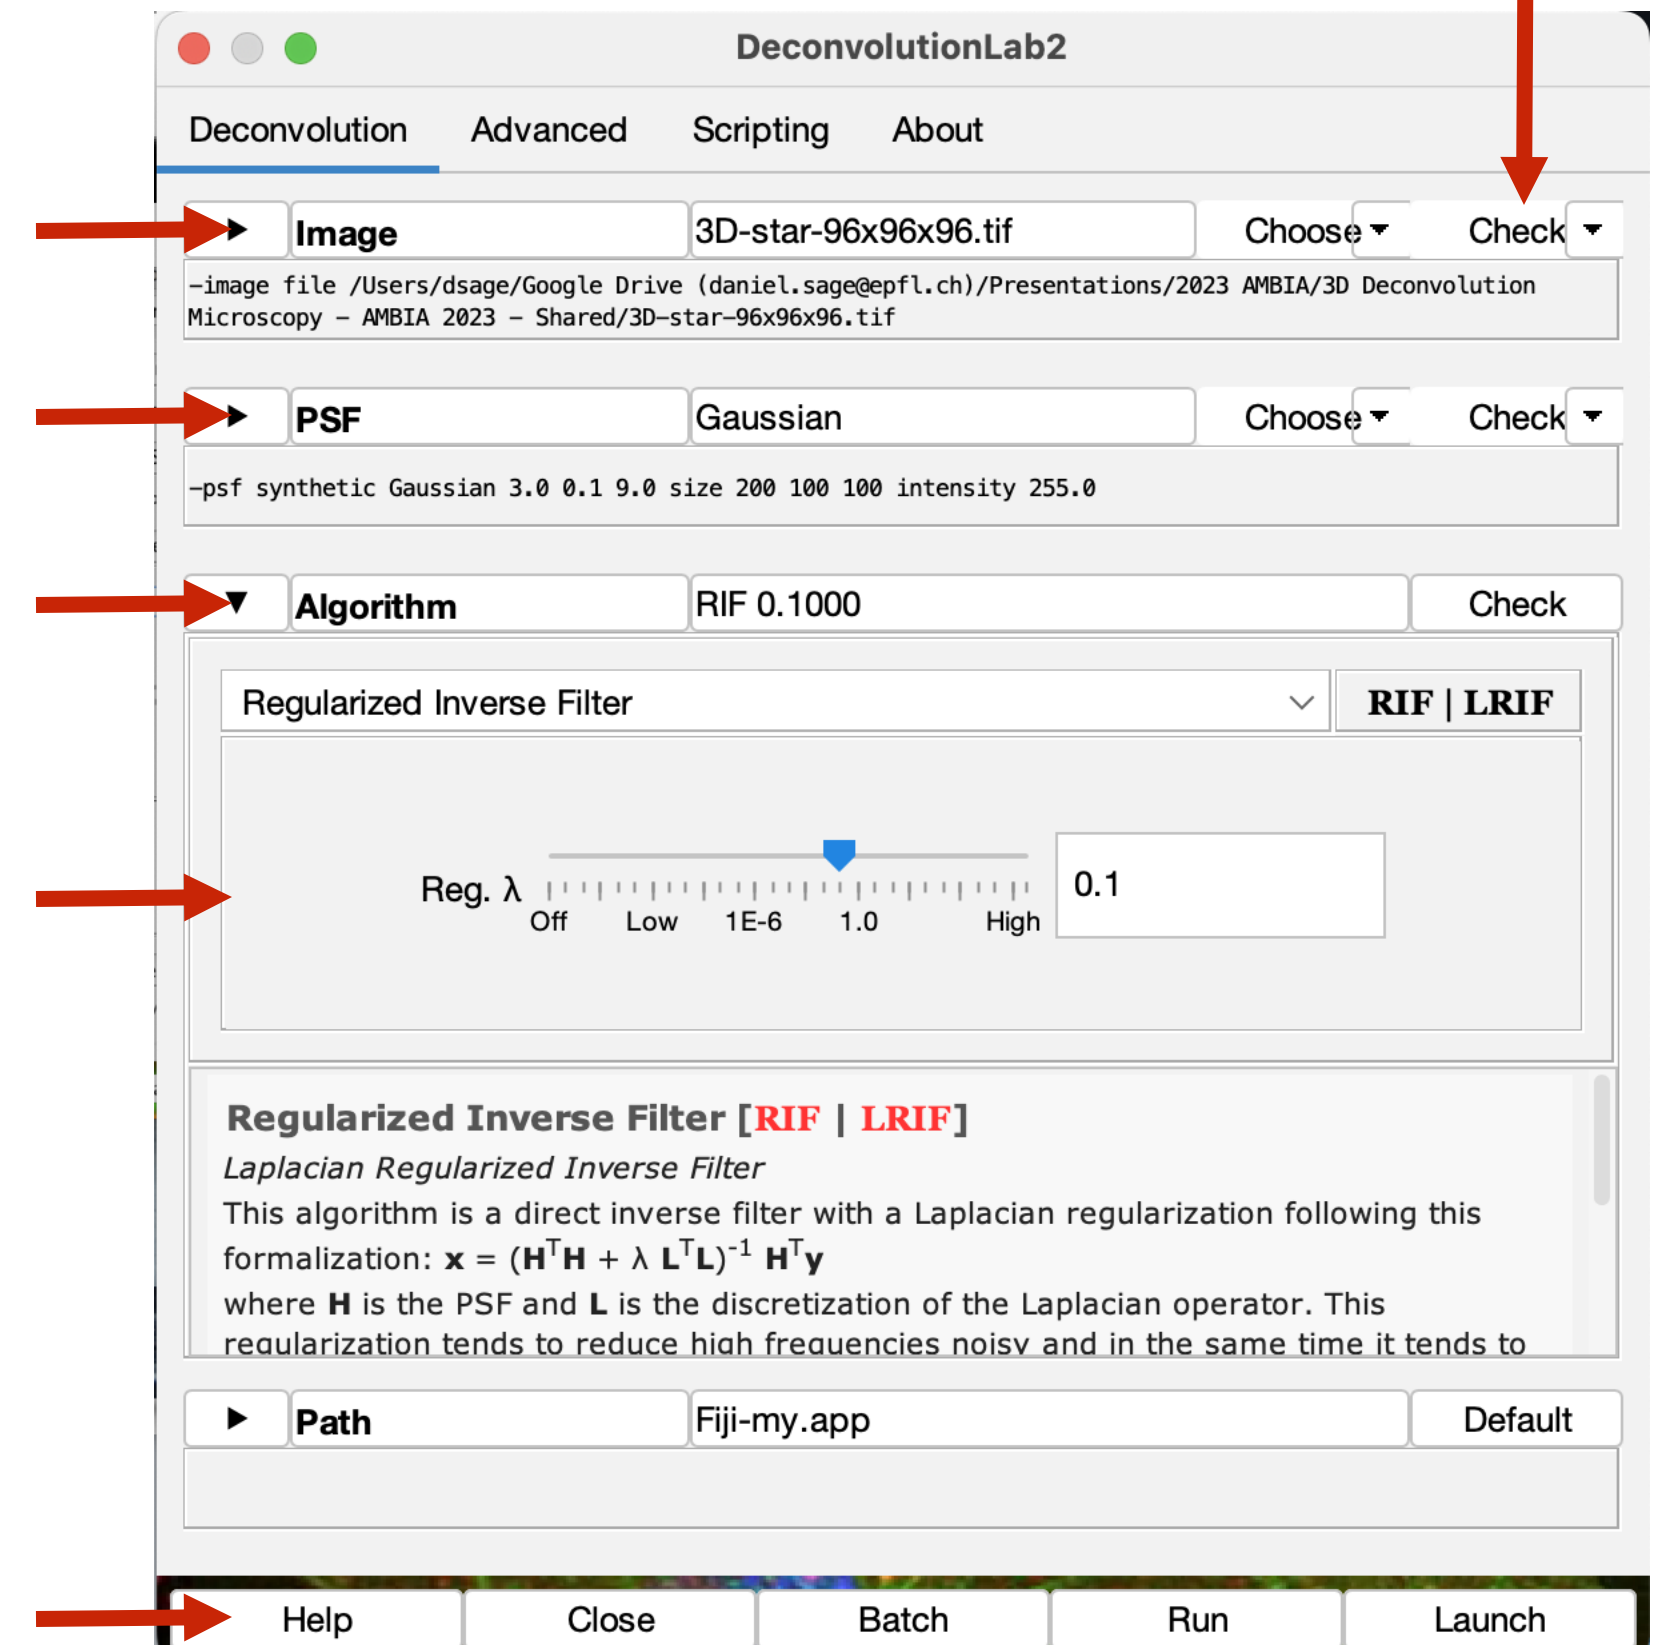 DeconvolutionLab2
Deconvolution Advanced Scripting About
Image 3D-star-96x96x96.tif Choose Check
-image file /Users/dsage/Google Drive (daniel.sage@epfl.ch)/Presentations/2023 AMBIA/3D Deconvolution
Microscopy - AMBIA 2023 - Shared/3D-star-96x96x96.tif
PSF Gaussian Choose Check
-psf synthetic Gaussian 3.0 0.1 9.0 size 200 100 100 intensity 255.0
Algorithm RIF 0.1000 Check
Regularized Inverse Filter RIF | LRIF
Reg. λ 0.1
Off Low 1E-6 1.0 High
Regularized Inverse Filter [RIF | LRIF]
Laplacian Regularized Inverse Filter
This algorithm is a direct inverse filter with a Laplacian regularization following this
formalization: x = (HᵀH + λ LᵀL)⁻¹ Hᵀy
where H is the PSF and L is the discretization of the Laplacian operator. This
regularization tends to reduce high frequencies noisy and in the same time it tends to
Path Fiji-my.app Default
Help Close Batch Run Launch